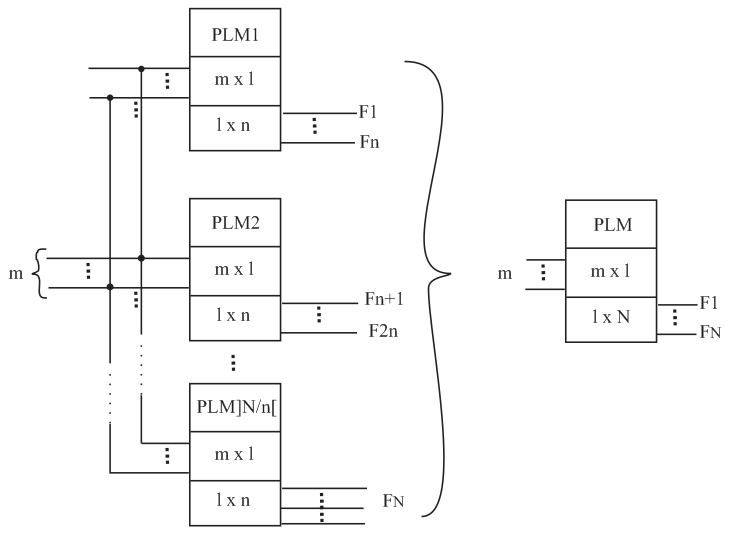 PLM1
m x l
l x n
F1
Fn
PLM2
m
m x l
l x n
Fn+1
F2n
PLM]N/n[
m x l
l x n
FN
PLM
m
m x l
l x N
F1
FN